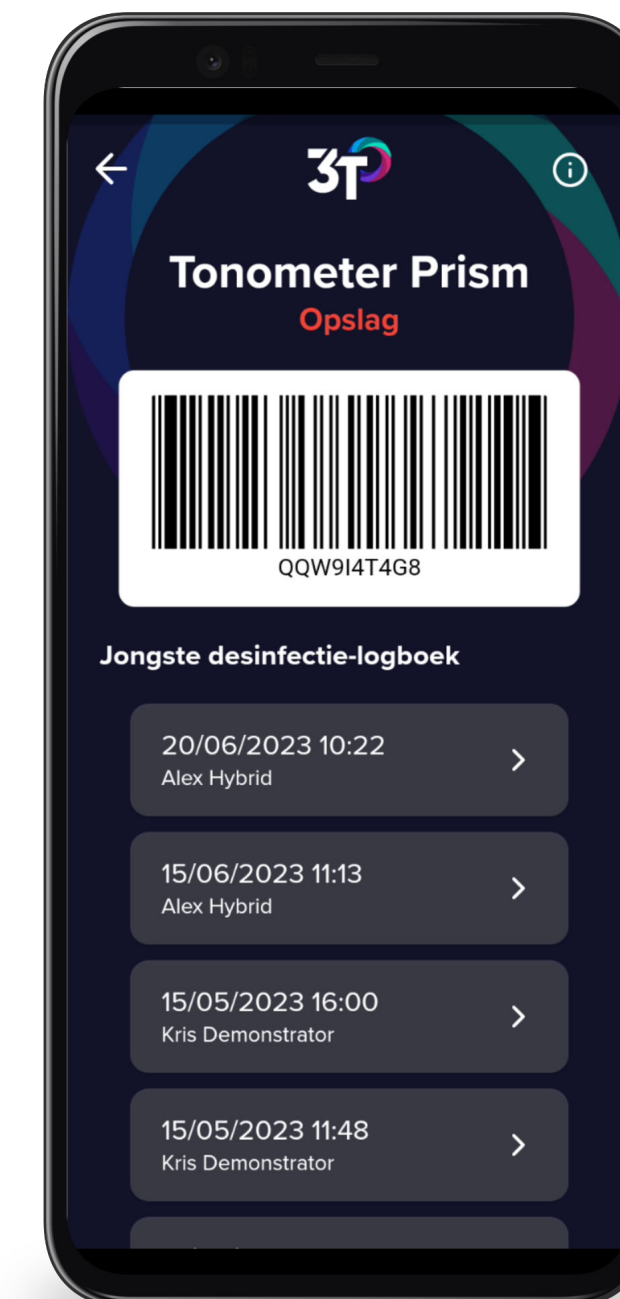 3T
Tonometer Prism
Opslag
QQW9I4T4G8
Jongste desinfectie-logboek
20/06/2023 10:22
Alex Hybrid
15/06/2023 11:13
Alex Hybrid
15/05/2023 16:00
Kris Demonstrator
15/05/2023 11:48
Kris Demonstrator